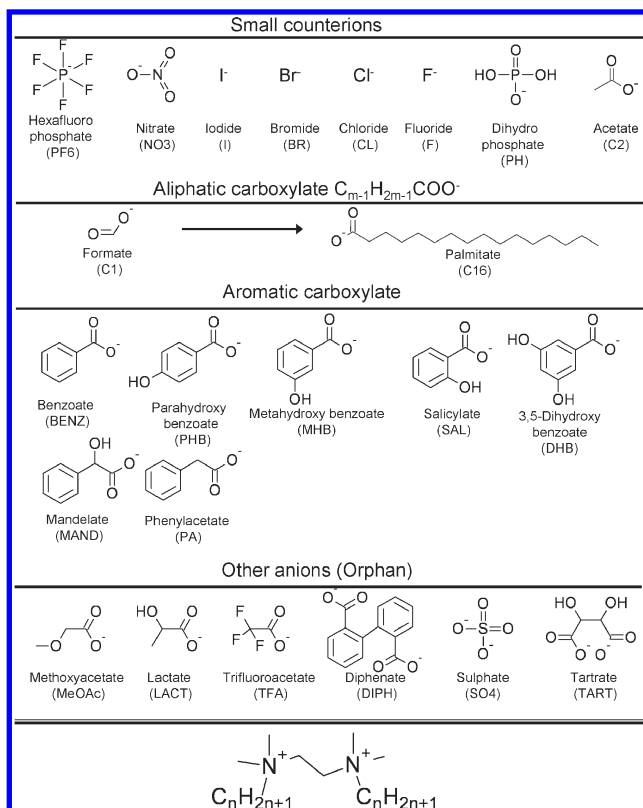 Small counterions
F F F P- F F F
O- N O O
I-
Br-
Cl-
F-
O HO P OH O-
O O-
Hexafluoro
phosphate
(PF6)
Nitrate
(NO3)
Iodide
(I)
Bromide
(BR)
Chloride
(CL)
Fluoride
(F)
Dihydro
phosphate
(PH)
Acetate
(C2)
Aliphatic carboxylate Cm-1H2m-1COO-
O O-
Formate
(C1)
O O-
Palmitate
(C16)
Aromatic carboxylate
O O-
Benzoate
(BENZ)
O O- HO
Parahydroxy
benzoate
(PHB)
O O- OH
Metahydroxy benzoate
(MHB)
O O- OH
Salicylate
(SAL)
HO O O- OH
3,5-Dihydroxy
benzoate
(DHB)
OH O- O
Mandelate
(MAND)
O- O
Phenylacetate
(PA)
Other anions (Orphan)
O O O-
Methoxyacetate
(MeOAc)
HO O O-
Lactate
(LACT)
F F F O O-
Trifluoroacetate
(TFA)
O- O O O-
Diphenate
(DIPH)
O- S O O O-
Sulphate
(SO4)
HO OH O O- O- O
Tartrate
(TART)
N+ N+
CnH2n+1 CnH2n+1